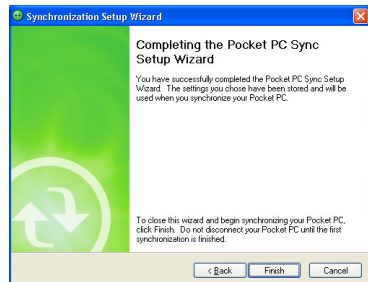 Synchronization Setup Wizard
Completing the Pocket PC Sync
Setup Wizard
You have successfully completed the Pocket PC Sync Setup
Wizard. The settings you chose have been stored and will be
used when you synchronize your Pocket PC.
To close this wizard and begin synchronizing your Pocket PC,
click Finish. Do not disconnect your Pocket PC until the first
synchronization is finished.
< Back Finish Cancel